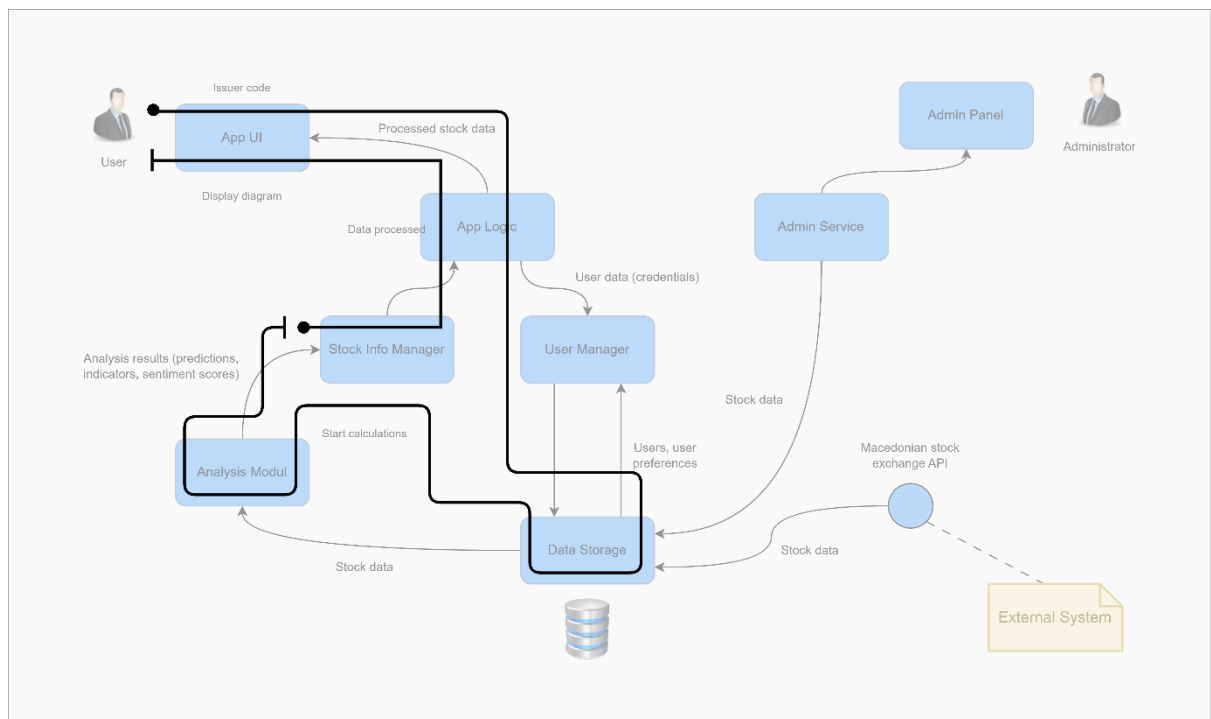 Issuer code
App UI
Processed stock data
User
Display diagram
Admin Panel
Administrator
Data processed
App Logic
Admin Service
User data (credentials)
Analysis results (predictions,
indicators, sentiment scores)
Stock Info Manager
User Manager
Stock data
Start calculations
Analysis Modul
Users, user
preferences
Macedonian stock
exchange API
Data Storage
Stock data
Stock data
External System